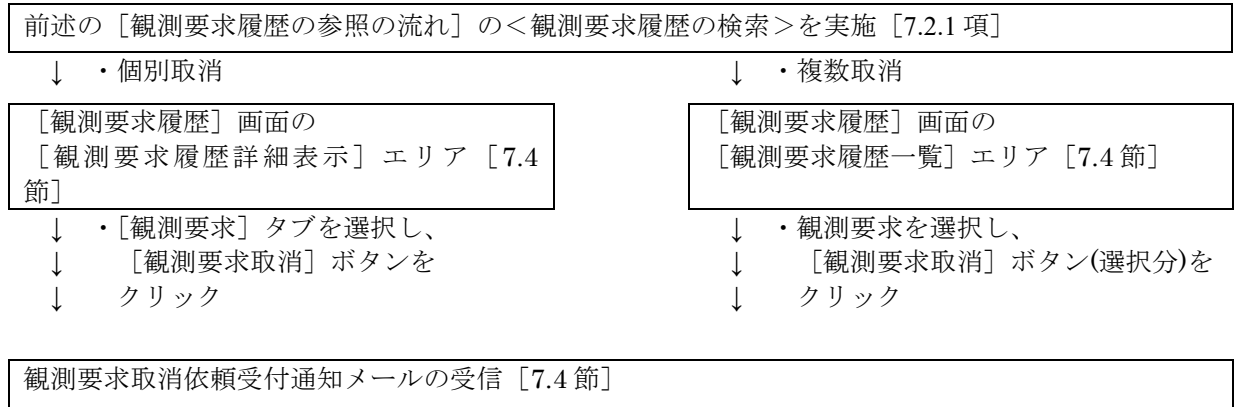 前述の［観測要求履歴の参照の流れ］の＜観測要求履歴の検索＞を実施［7.2.1 項］
↓ ・個別取消
↓ ・複数取消
［観測要求履歴］画面の
［観測要求履歴詳細表示］エリア［7.4
節］
［観測要求履歴］画面の
［観測要求履歴一覧］エリア［7.4 節］
↓ ・［観測要求］タブを選択し、
↓ ［観測要求取消］ボタンを
↓ クリック
↓ ・観測要求を選択し、
↓ ［観測要求取消］ボタン(選択分)を
↓ クリック
観測要求取消依頼受付通知メールの受信［7.4 節］